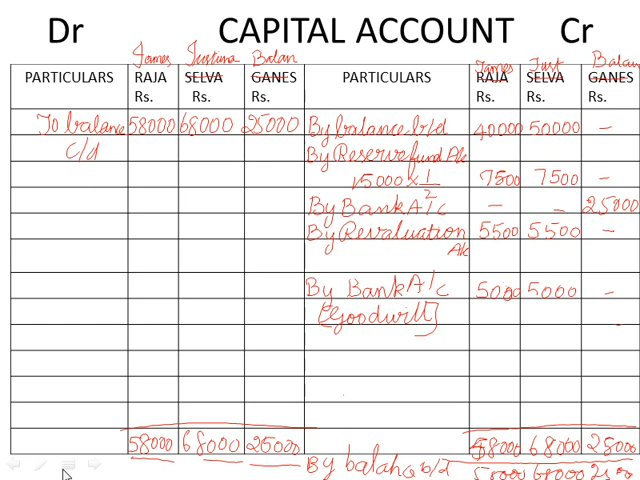 Dr CAPITAL ACCOUNT Cr
James Justina Balan James Just Balan
PARTICULARS RAJA SELVA GANES PARTICULARS RAJA SELVA GANES
Rs. Rs. Rs. Rs. Rs. Rs.
To balance 58000 68000 25000 By balance b/d 40000 50000 -
c/d By Reserve fund A/c
15000 x 1/2 7500 7500 -
By Bank A/c - - 25000
By Revaluation 5500 5500 -
A/c
By Bank A/c 5000 5000 -
[Goodwill]
58000 68000 25000 58000 68000 25000
By balance b/d 58000 68000